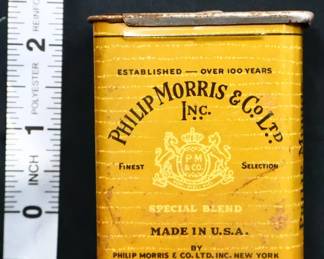 ESTABLISHED — OVER 100 YEARS
PHILIP MORRIS & Co. LTD.
INC.
FINEST
SELECTION
P M
& CO.
SPECIAL BLEND
MADE IN U.S.A.
BY
PHILIP MORRIS & CO. LTD. INC. NEW YORK
0 INCH 1 POLYESTER 2 REINFO